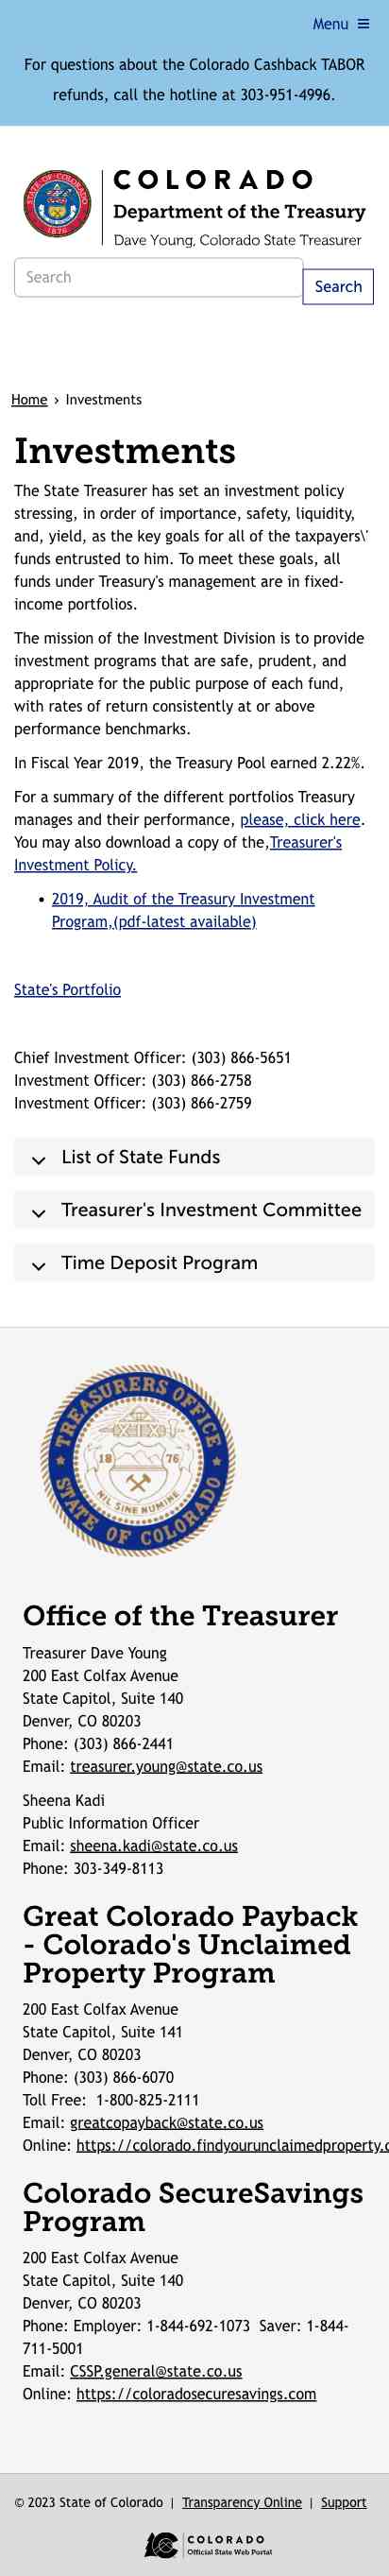 Menu
For questions about the Colorado Cashback TABOR
refunds, call the hotline at 303-951-4996.
STATE OF COLORADO
1876
COLORADO
Department of the Treasury
Dave Young, Colorado State Treasurer
Search
Search
Home › Investments
Investments
The State Treasurer has set an investment policy
stressing, in order of importance, safety, liquidity,
and, yield, as the key goals for all of the taxpayers\'
funds entrusted to him. To meet these goals, all
funds under Treasury's management are in fixed-
income portfolios.
The mission of the Investment Division is to provide
investment programs that are safe, prudent, and
appropriate for the public purpose of each fund,
with rates of return consistently at or above
performance benchmarks.
In Fiscal Year 2019, the Treasury Pool earned 2.22%.
For a summary of the different portfolios Treasury
manages and their performance, please, click here.
You may also download a copy of the,Treasurer's
Investment Policy.
• 2019, Audit of the Treasury Investment
Program,(pdf-latest available)
State's Portfolio
Chief Investment Officer: (303) 866-5651
Investment Officer: (303) 866-2758
Investment Officer: (303) 866-2759
List of State Funds
Treasurer's Investment Committee
Time Deposit Program
TREASURERS OFFICE
18 76
NIL SINE NUMINE
STATE OF COLORADO
Office of the Treasurer
Treasurer Dave Young
200 East Colfax Avenue
State Capitol, Suite 140
Denver, CO 80203
Phone: (303) 866-2441
Email: treasurer.young@state.co.us
Sheena Kadi
Public Information Officer
Email: sheena.kadi@state.co.us
Phone: 303-349-8113
Great Colorado Payback
- Colorado's Unclaimed
Property Program
200 East Colfax Avenue
State Capitol, Suite 141
Denver, CO 80203
Phone: (303) 866-6070
Toll Free:  1-800-825-2111
Email: greatcopayback@state.co.us
Online: https://colorado.findyourunclaimedproperty.c
Colorado SecureSavings
Program
200 East Colfax Avenue
State Capitol, Suite 140
Denver, CO 80203
Phone: Employer: 1-844-692-1073  Saver: 1-844-
711-5001
Email: CSSP.general@state.co.us
Online: https://coloradosecuresavings.com
© 2023 State of Colorado | Transparency Online | Support
COLORADO
Official State Web Portal